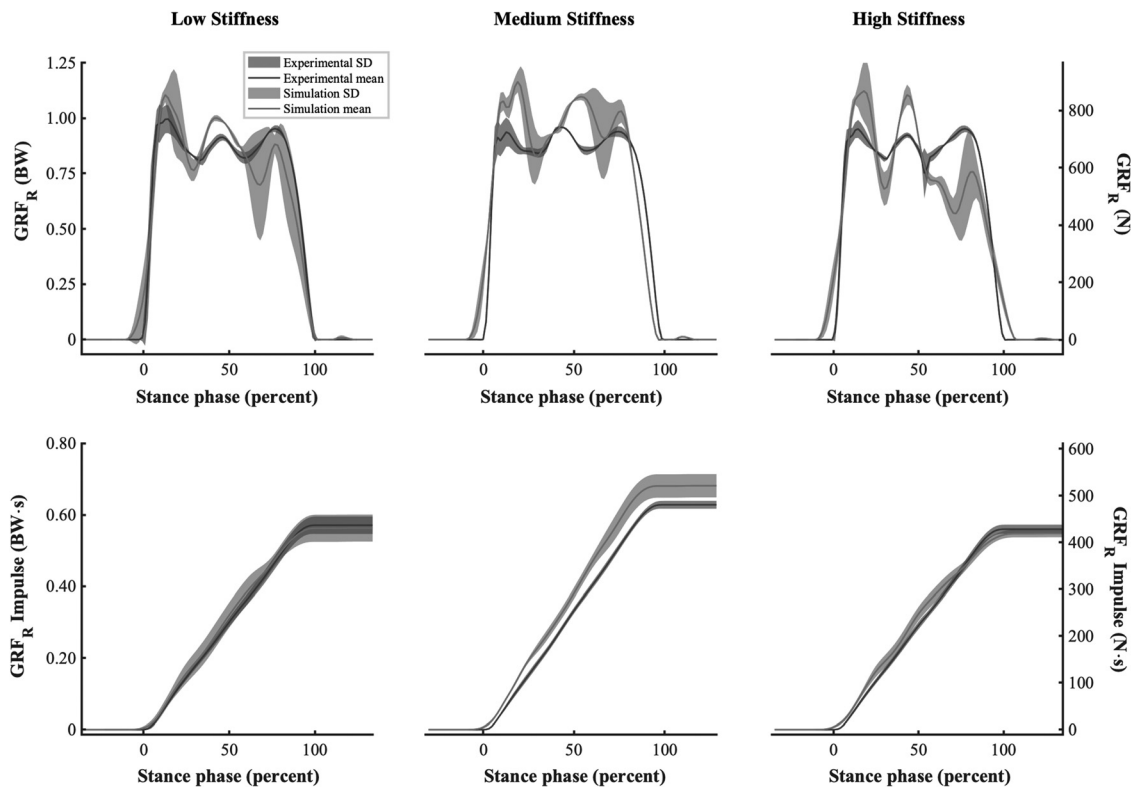 Low Stiffness
Medium Stiffness
High Stiffness
Experimental SD
Experimental mean
Simulation SD
Simulation mean
1.25
1.00
0.75
0.50
0.25
0
GRF_R (BW)
800
600
400
200
0
GRF_R (N)
0 50 100
0 50 100
0 50 100
Stance phase (percent)
Stance phase (percent)
Stance phase (percent)
0.80
0.60
0.40
0.20
0
GRF_R Impulse (BW·s)
600
500
400
300
200
100
0
GRF_R Impulse (N·s)
0 50 100
0 50 100
0 50 100
Stance phase (percent)
Stance phase (percent)
Stance phase (percent)